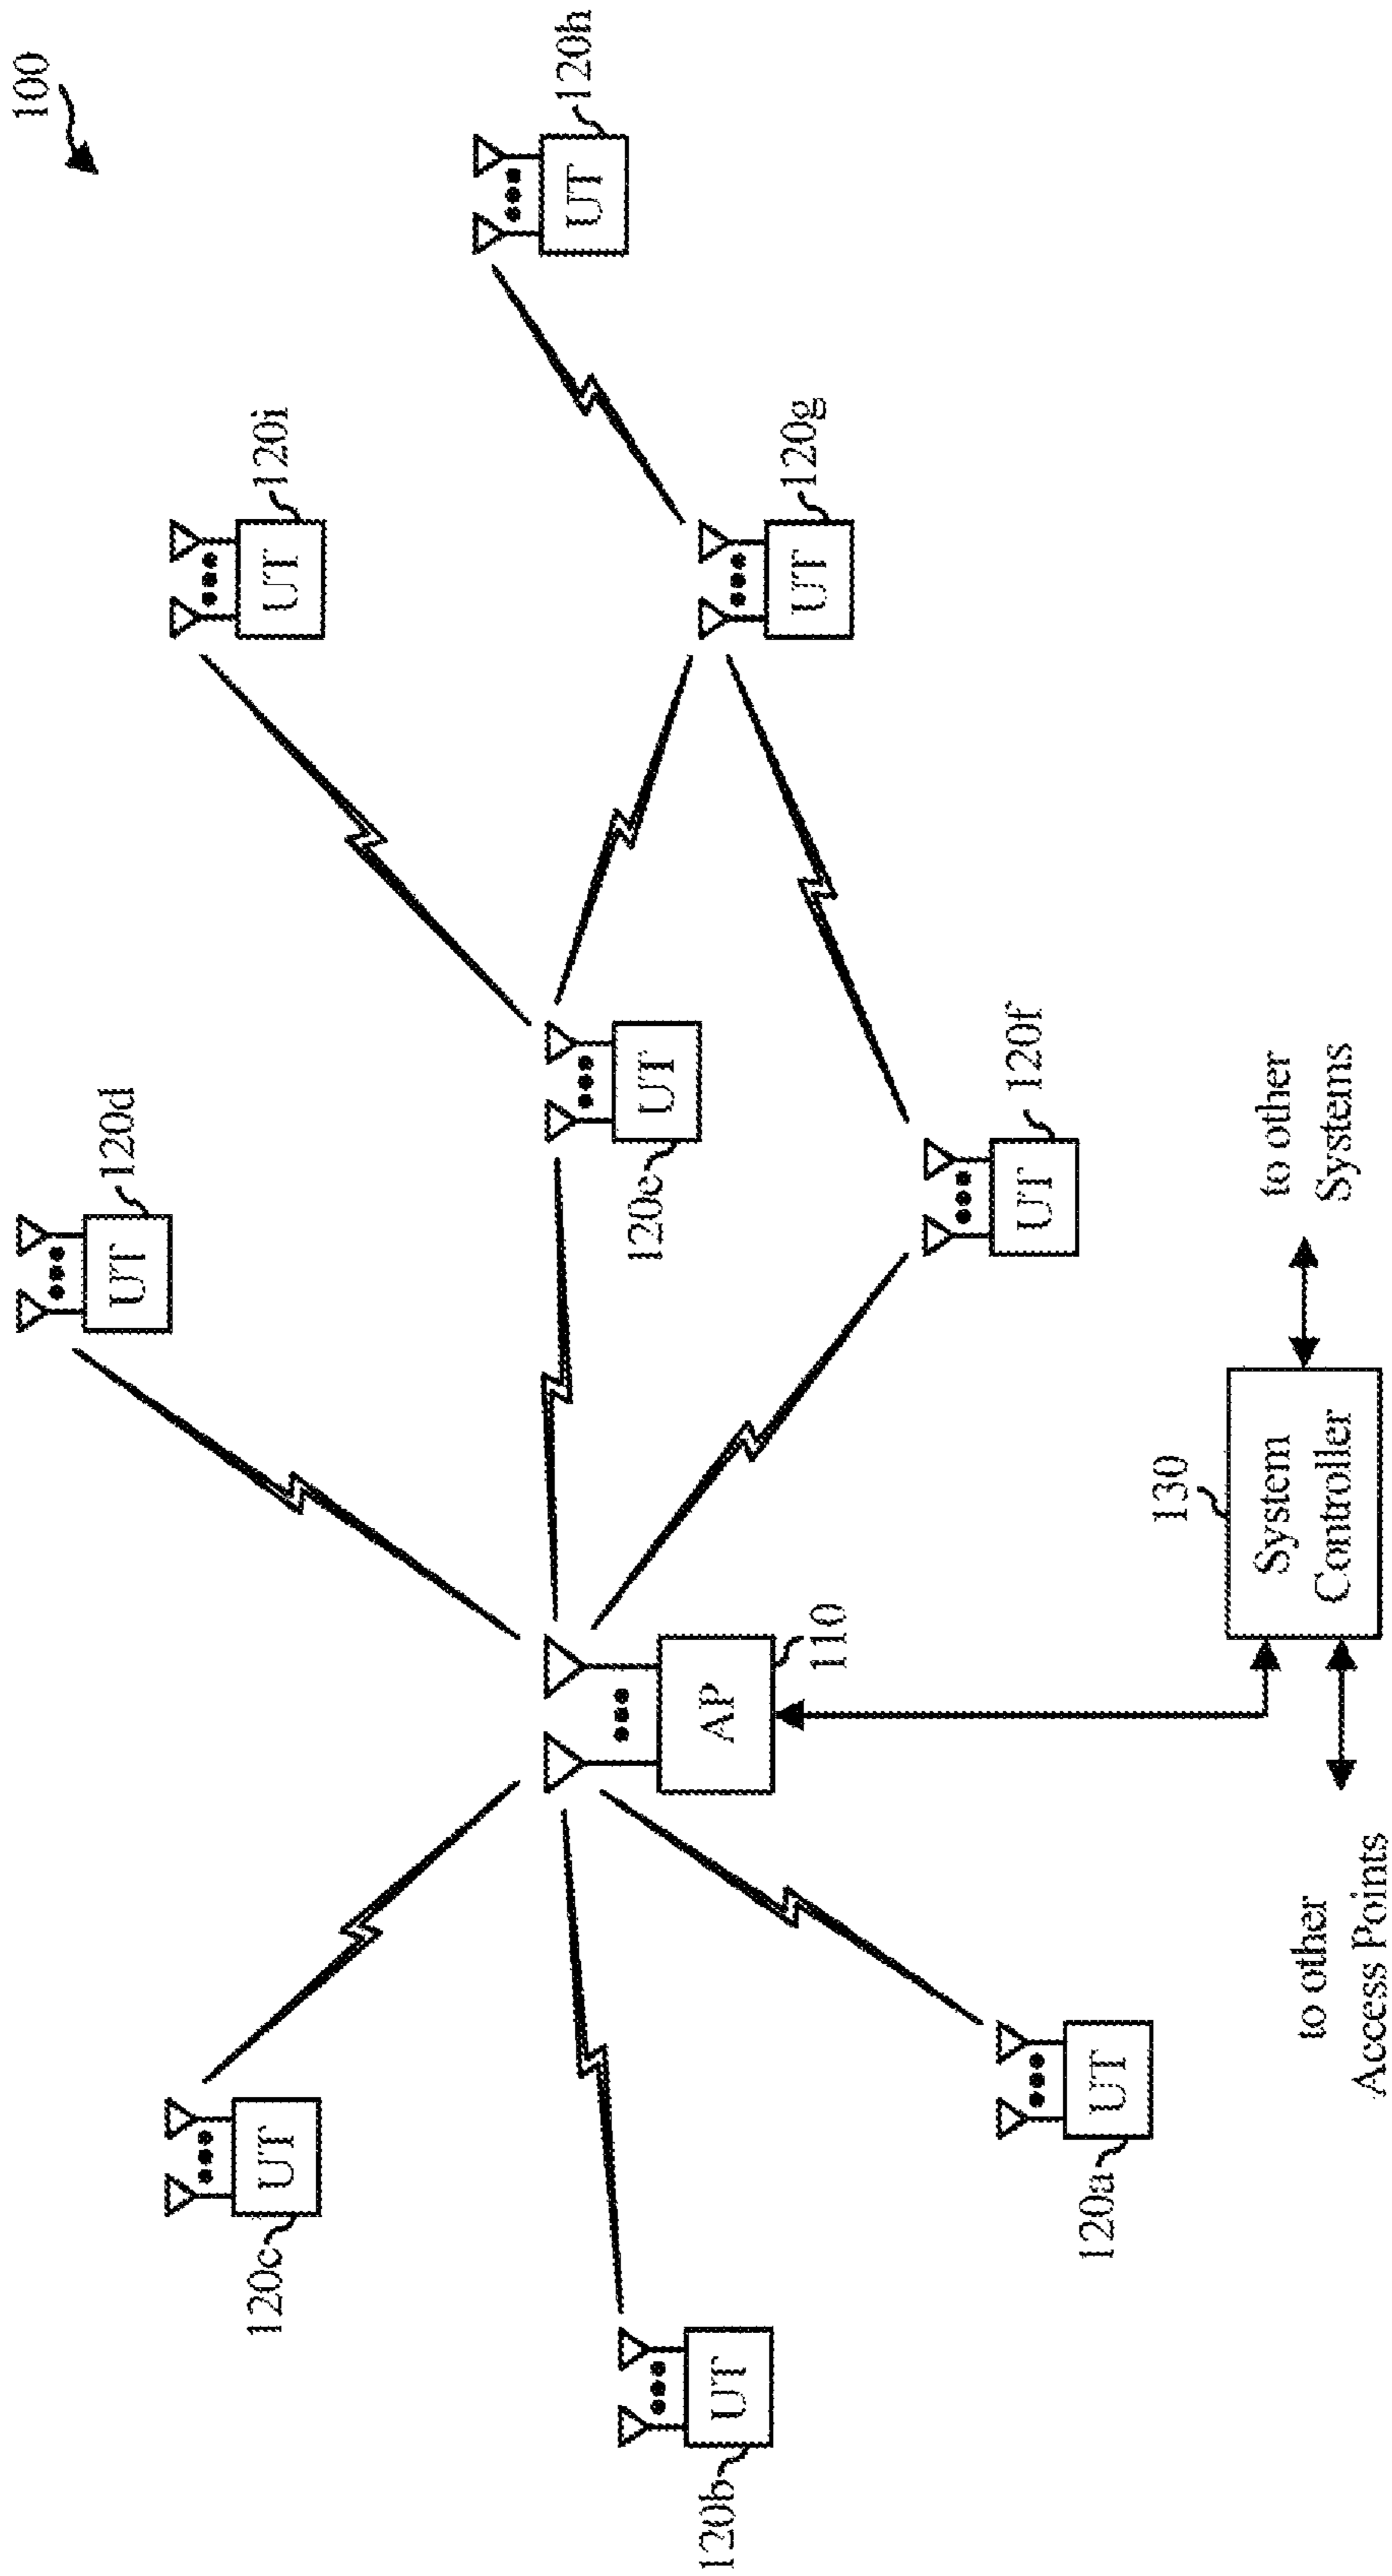 100
UT
120d
UT
120i
UT
120c
UT
120h
UT
120e
AP
110
UT
120g
UT
120b
UT
120f
UT
120a
130
System
Controller
to other
Systems
to other
Access Points